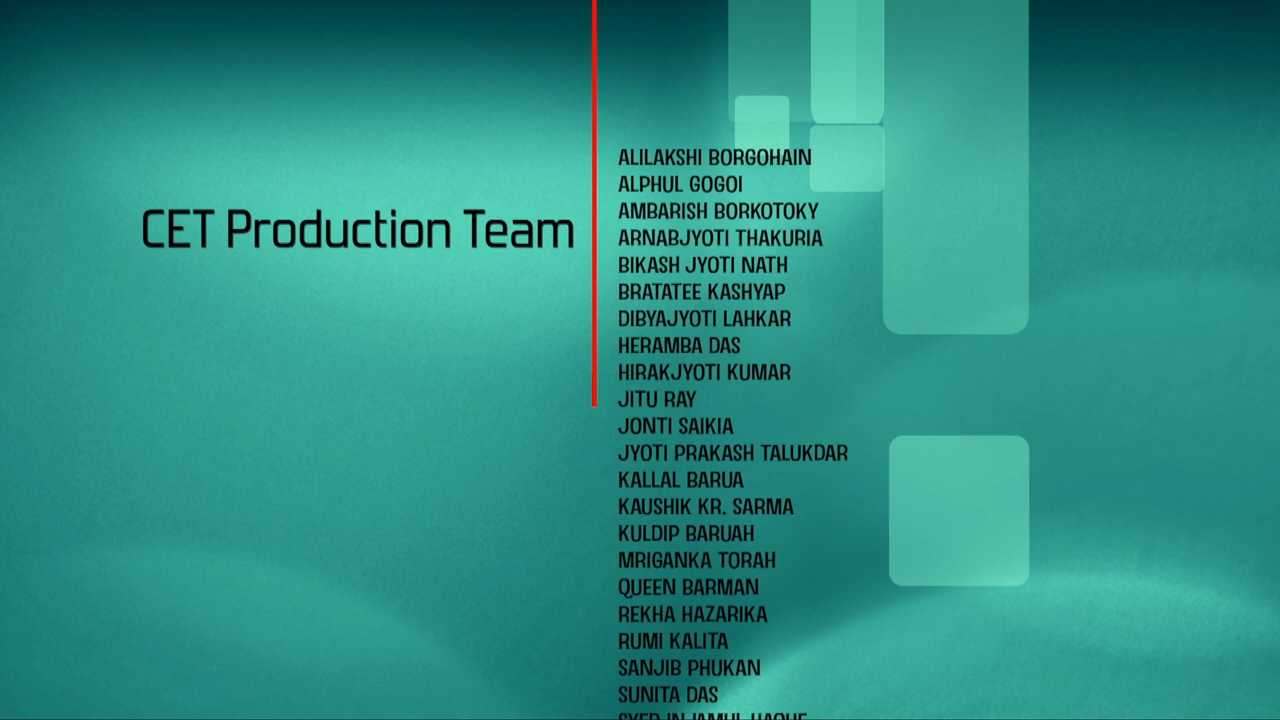 CET Production Team
ALILAKSHI BORGOHAIN
ALPHUL GOGOI
AMBARISH BORKOTOKY
ARNABJYOTI THAKURIA
BIKASH JYOTI NATH
BRATATEE KASHYAP
DIBYAJYOTI LAHKAR
HERAMBA DAS
HIRAKJYOTI KUMAR
JITU RAY
JONTI SAIKIA
JYOTI PRAKASH TALUKDAR
KALLAL BARUA
KAUSHIK KR. SARMA
KULDIP BARUAH
MRIGANKA TORAH
QUEEN BARMAN
REKHA HAZARIKA
RUMI KALITA
SANJIB PHUKAN
SUNITA DAS